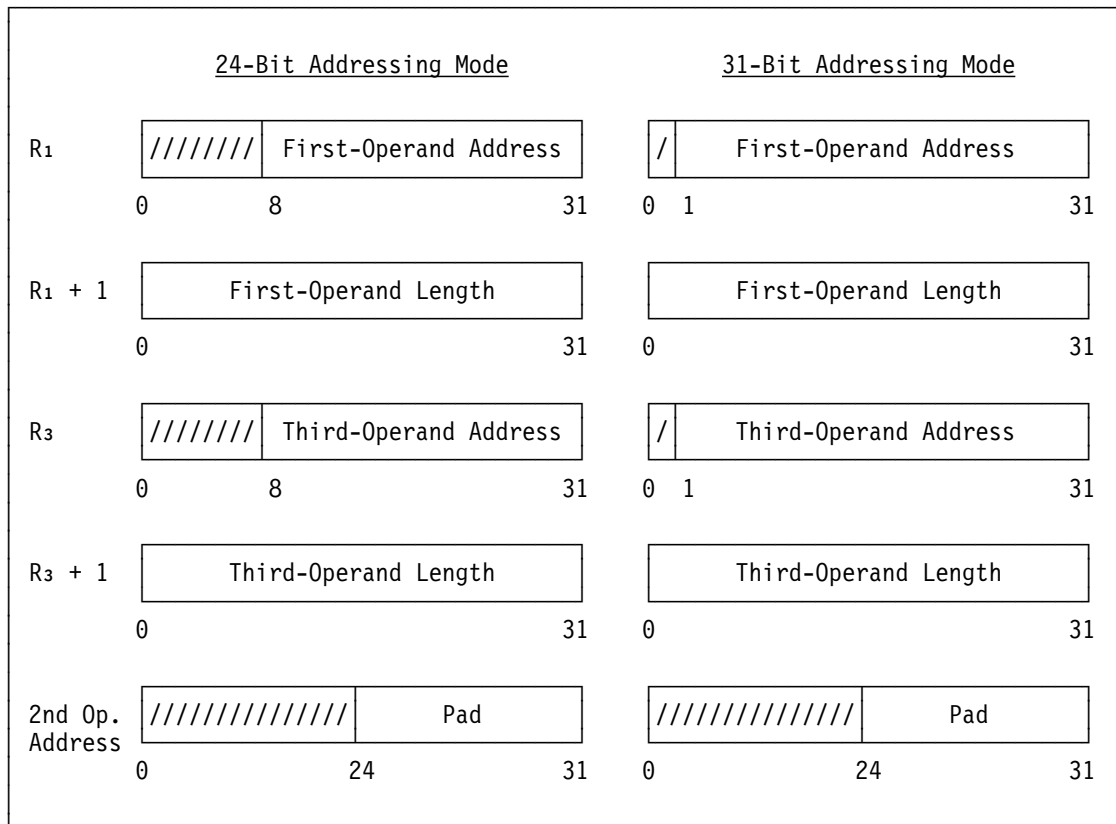 24-Bit Addressing Mode 31-Bit Addressing Mode
R₁ //////// First-Operand Address / First-Operand Address
0 8 31 0 1 31
R₁ + 1 First-Operand Length First-Operand Length
0 31 0 31
R₃ //////// Third-Operand Address / Third-Operand Address
0 8 31 0 1 31
R₃ + 1 Third-Operand Length Third-Operand Length
0 31 0 31
2nd Op. /////////////// Pad /////////////// Pad
Address
0 24 31 0 24 31